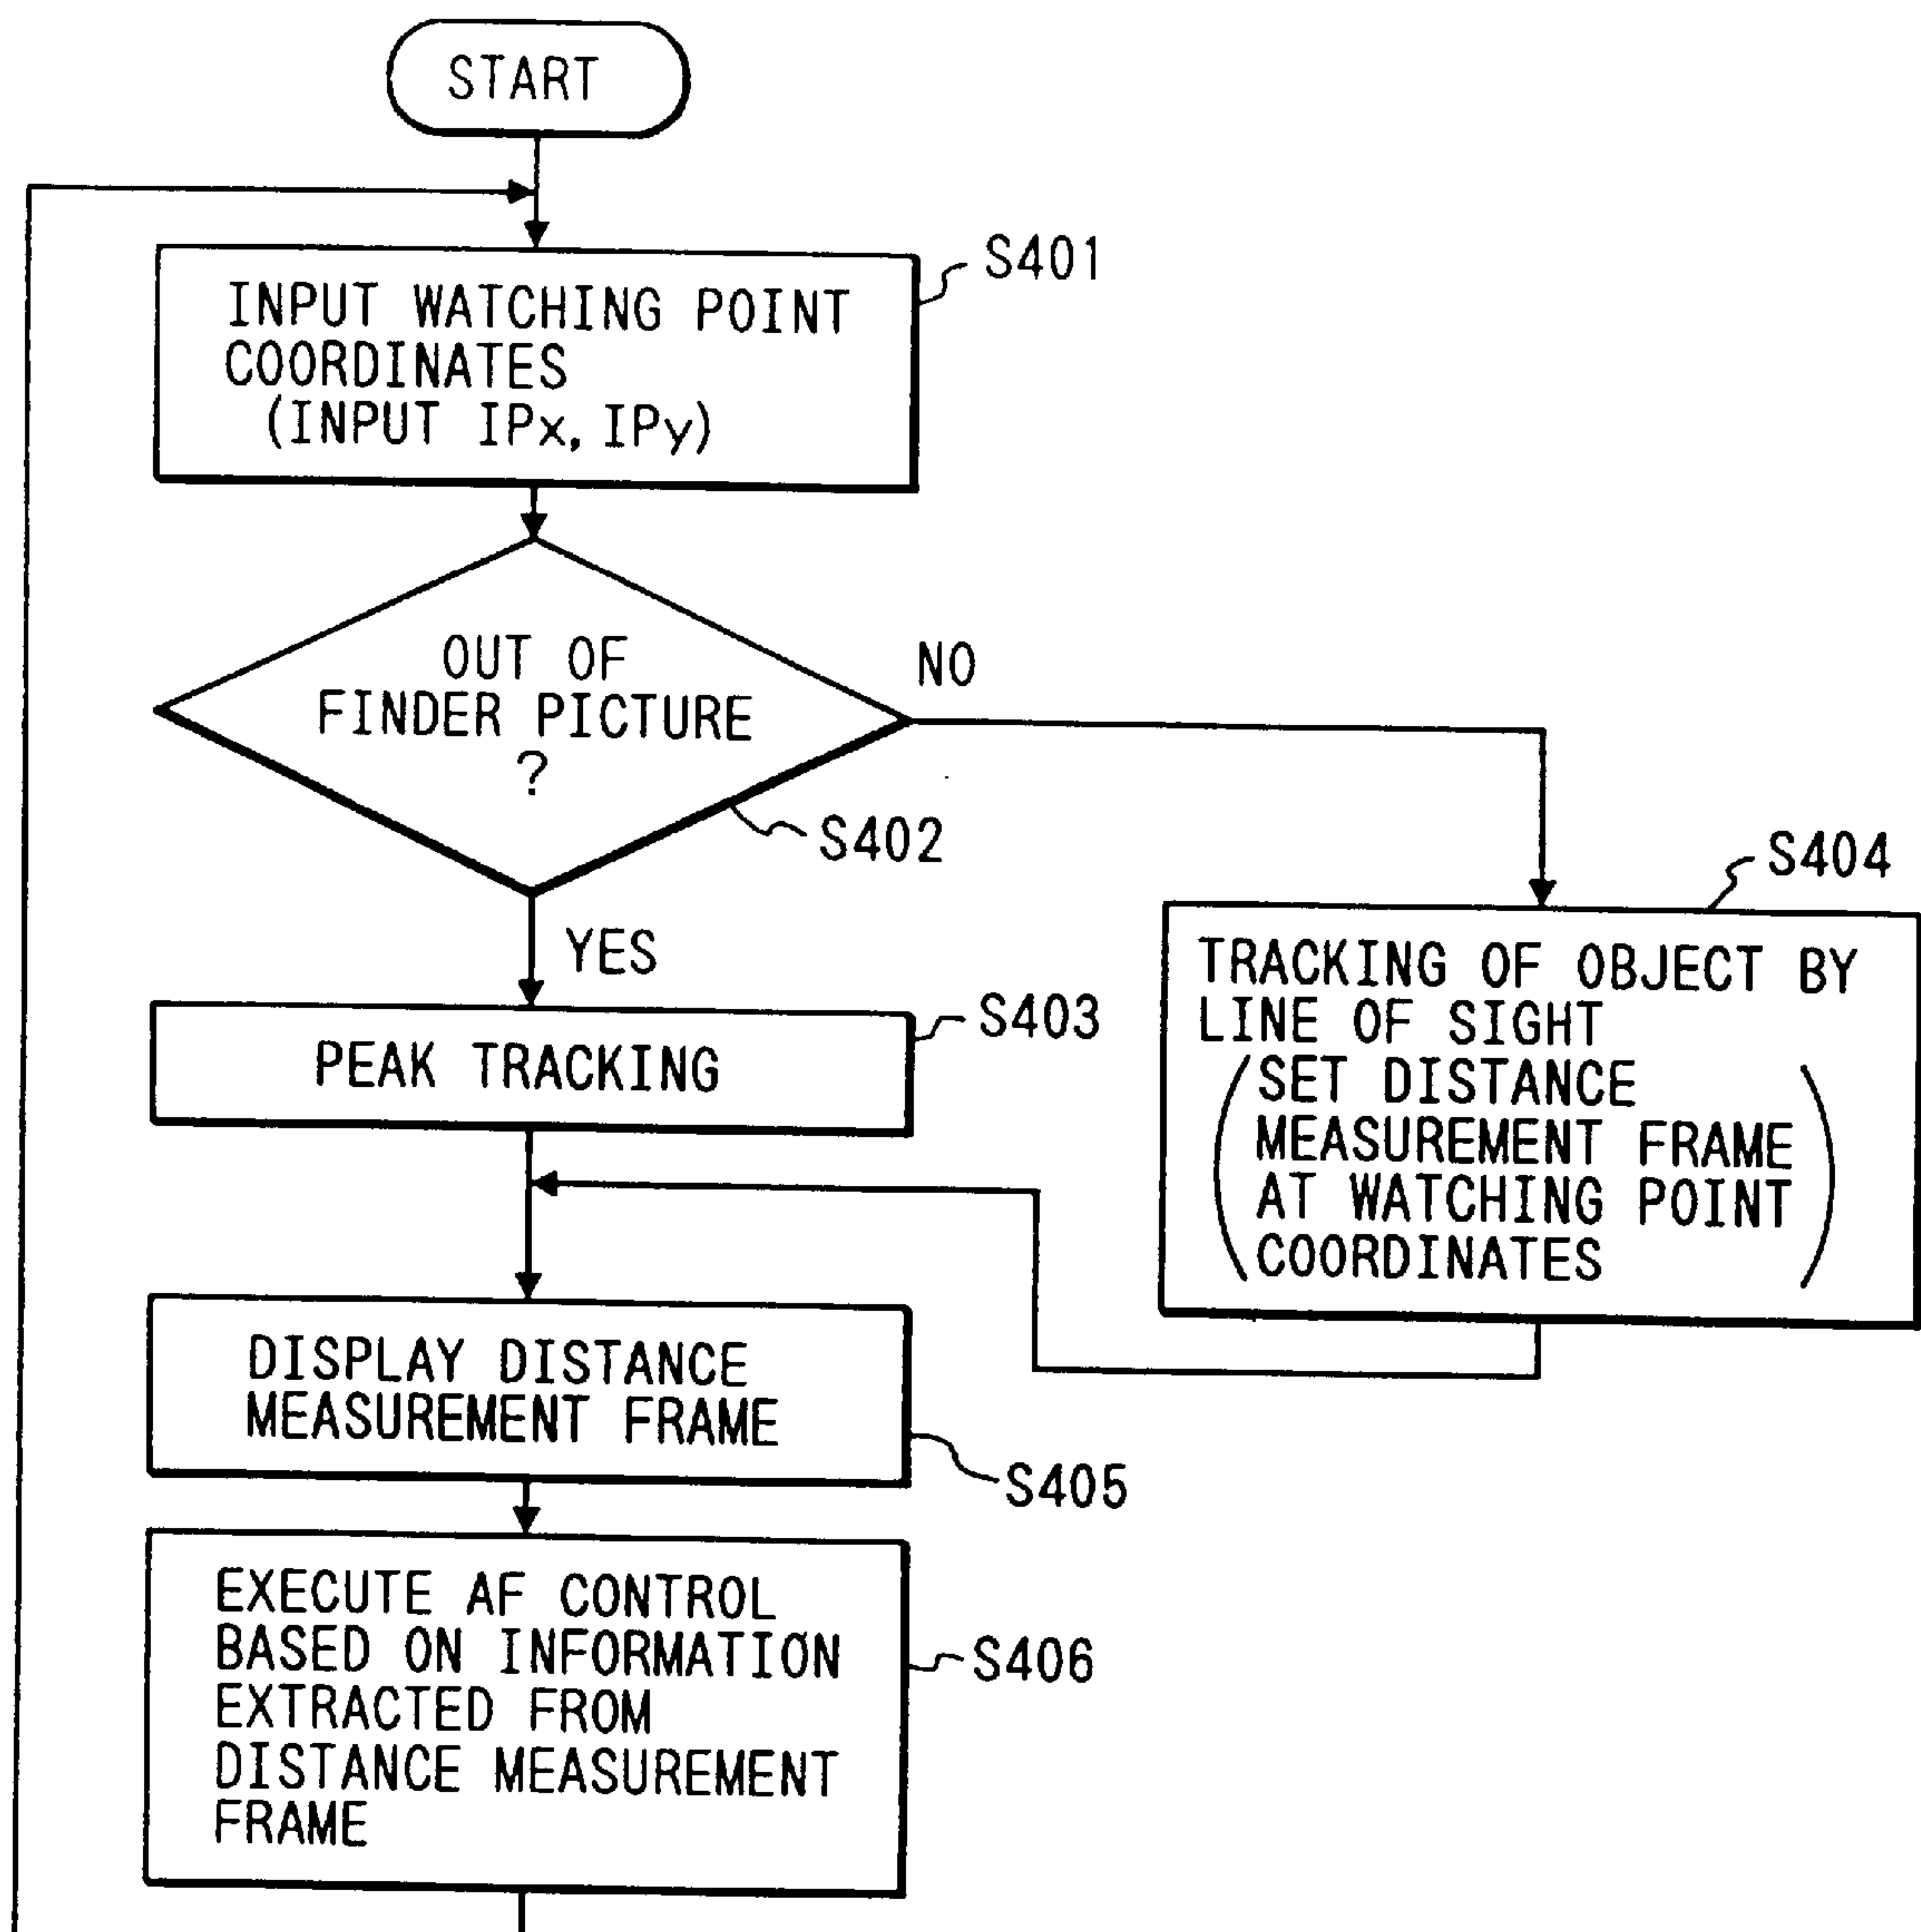 START
S401
INPUT WATCHING POINT
COORDINATES
(INPUT IPx, IPy)
OUT OF
FINDER PICTURE
?
NO
S402
YES
S404
TRACKING OF OBJECT BY
LINE OF SIGHT
(SET DISTANCE
MEASUREMENT FRAME
AT WATCHING POINT
COORDINATES)
S403
PEAK TRACKING
DISPLAY DISTANCE
MEASUREMENT FRAME
S405
EXECUTE AF CONTROL
BASED ON INFORMATION
EXTRACTED FROM
DISTANCE MEASUREMENT
FRAME
S406